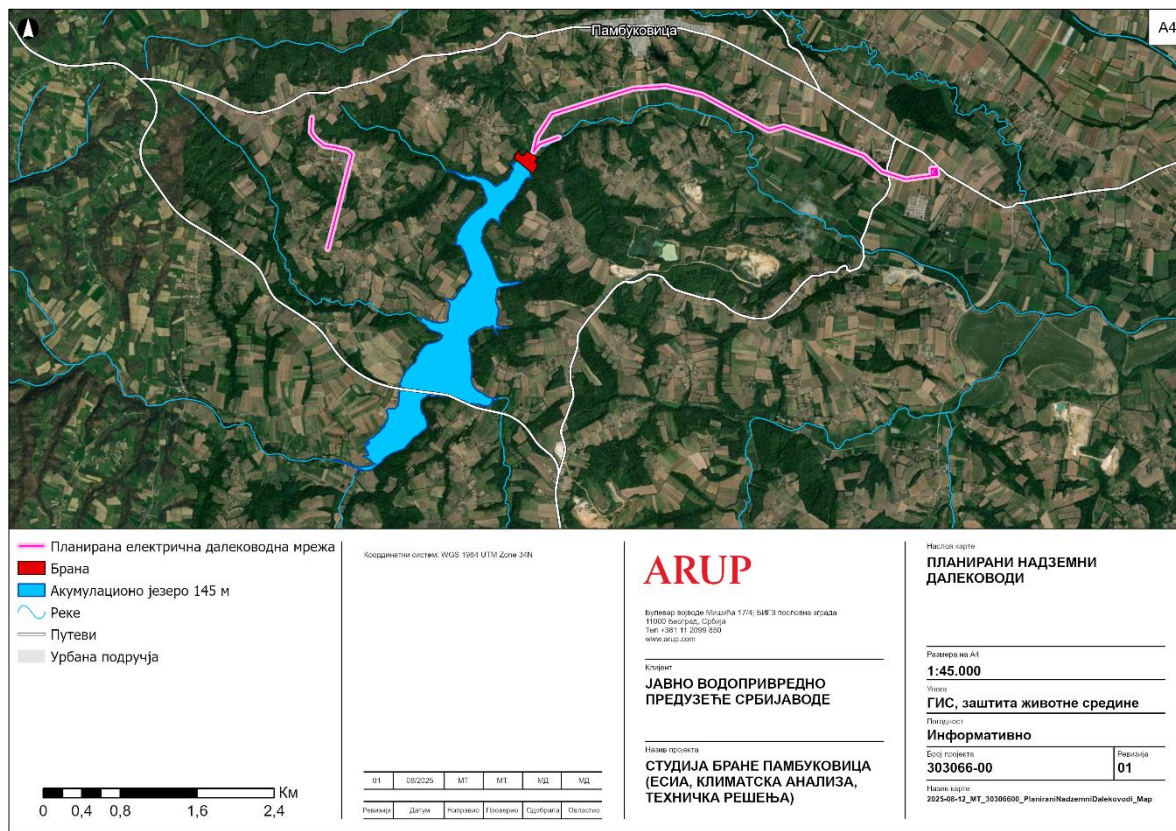 A4
Памбуковица
Планирана електрична далеководна мрежа
Брана
Акумулационо језеро 145 м
Реке
Путеви
Урбана подручја
0 0,4 0,8 1,6 2,4 Км
Координатни систем: WGS 1984 UTM Zone 34N
01 08/2025 МТ МТ МД МД
Ревизија Датум Направио Проверио Одобрила Овластио
ARUP
Булевар војводе Мишића 17/4| БИГЗ пословна зграда
11000 Београд, Србија
Тел +381 11 2099 850
www.arup.com
Клијент
ЈАВНО ВОДОПРИВРЕДНО
ПРЕДУЗЕЋЕ СРБИЈАВОДЕ
Назив пројекта
СТУДИЈА БРАНЕ ПАМБУКОВИЦА
(ЕСИА, КЛИМАТСКА АНАЛИЗА,
ТЕХНИЧКА РЕШЕЊА)
Наслов карте
ПЛАНИРАНИ НАДЗЕМНИ
ДАЛЕКОВОДИ
Размера на А4
1:45.000
Улога
ГИС, заштита животне средине
Погодност
Информативно
Број пројекта
303066-00
Ревизија
01
Назив карте
2025-08-12_MT_30306600_PlaniraniNadzemniDalekovodi_Map